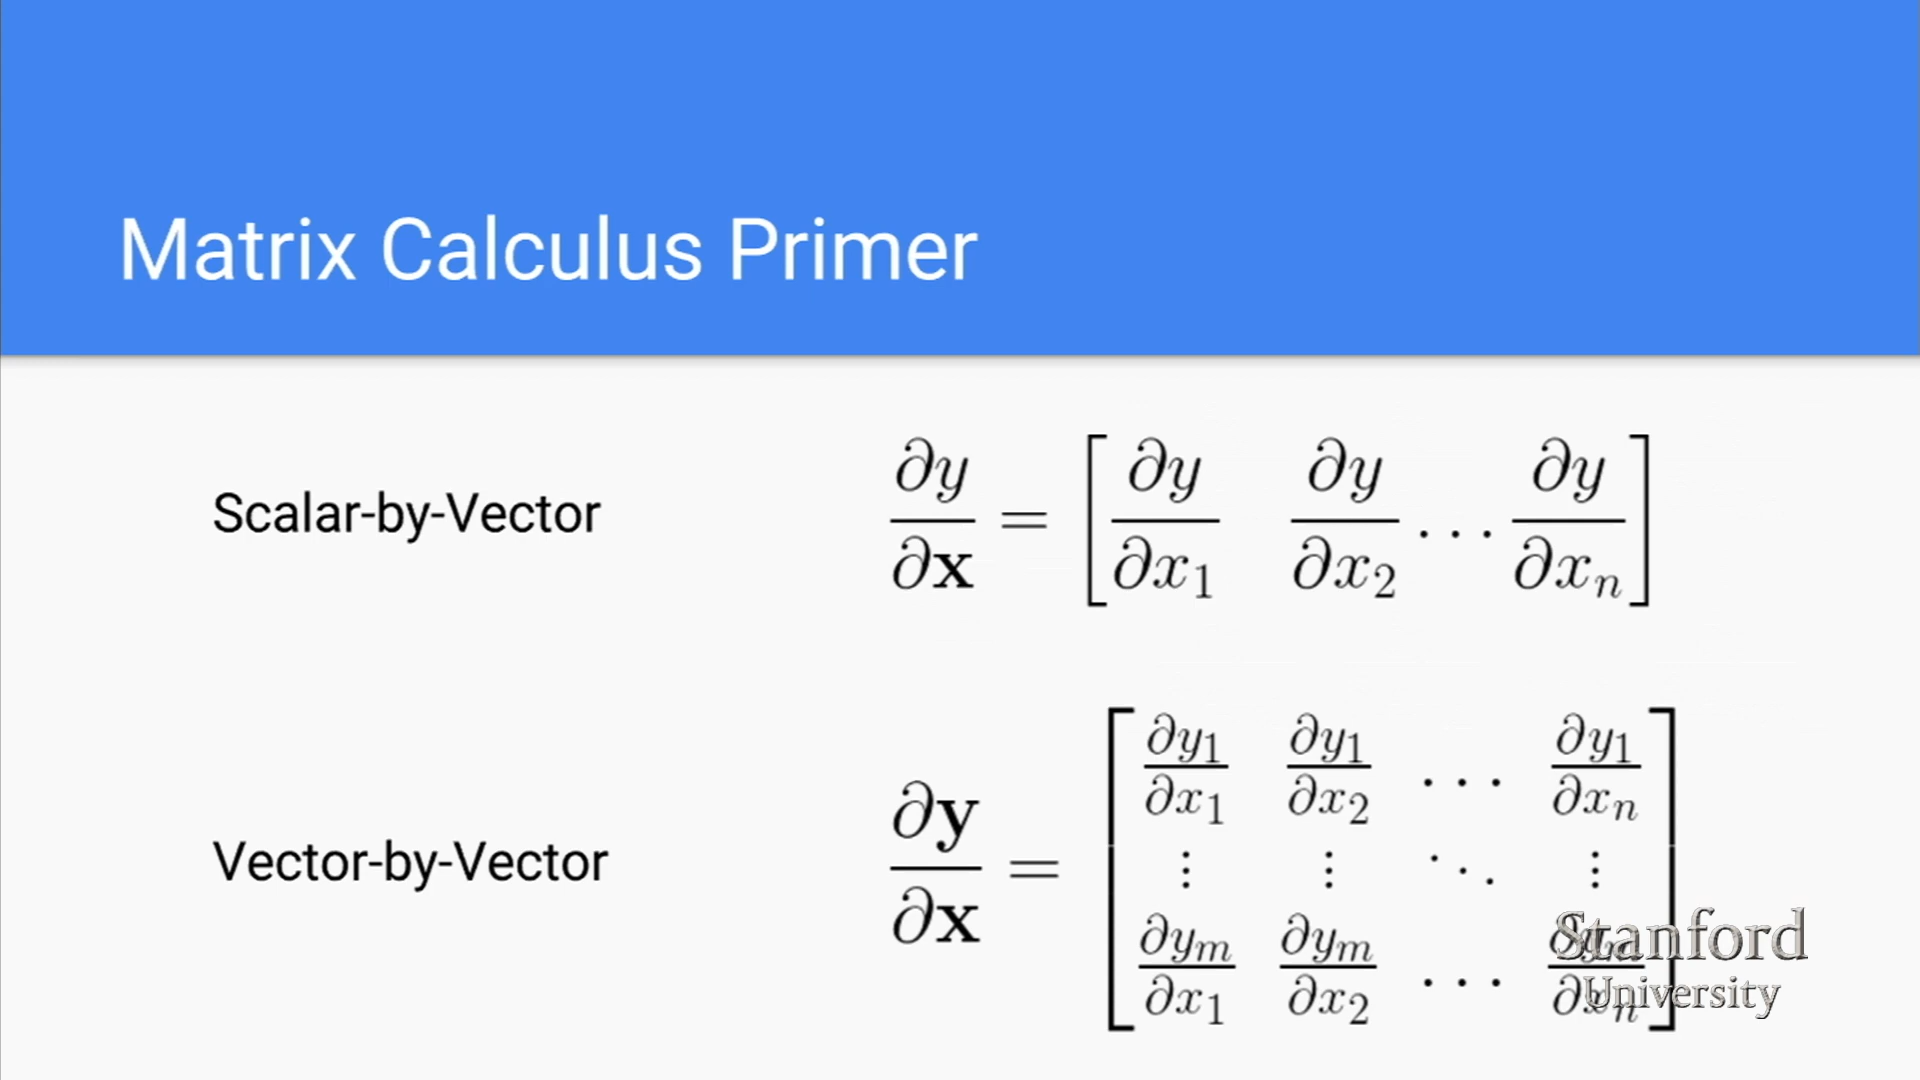 Matrix Calculus Primer
Scalar-by-Vector
∂y/∂𝐱 = [∂y/∂x₁ ∂y/∂x₂ ⋯ ∂y/∂xₙ]
Vector-by-Vector
∂𝐲/∂𝐱 = [∂y₁/∂x₁ ∂y₁/∂x₂ ⋯ ∂y₁/∂xₙ
⋮ ⋮ ⋱ ⋮
∂yₘ/∂x₁ ∂yₘ/∂x₂ ⋯ ∂yₘ/∂xₙ]
Stanford
University